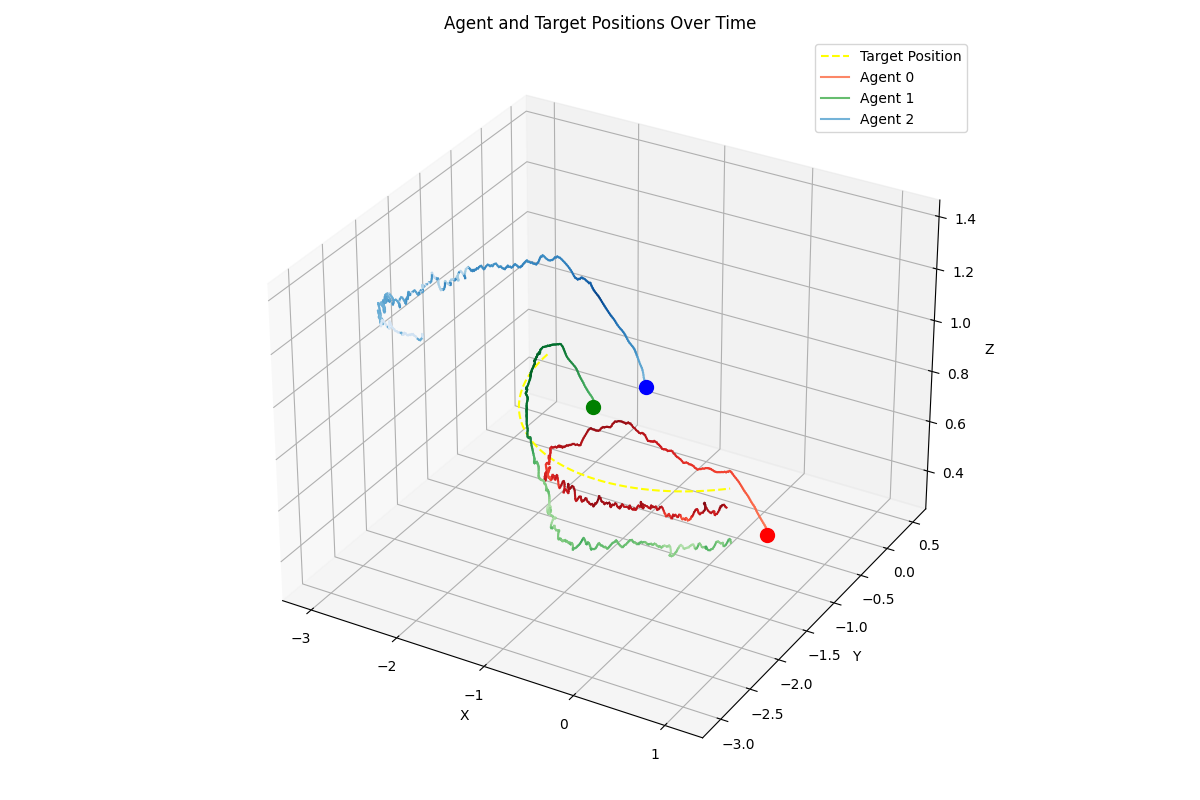 Agent and Target Positions Over Time
Target Position
Agent 0
Agent 1
Agent 2
1.4
1.2
1.0
Z
0.8
0.6
0.4
0.5
0.0
−0.5
−1.0
−1.5
Y
−2.0
−2.5
−3.0
−3
−2
−1
X
0
1